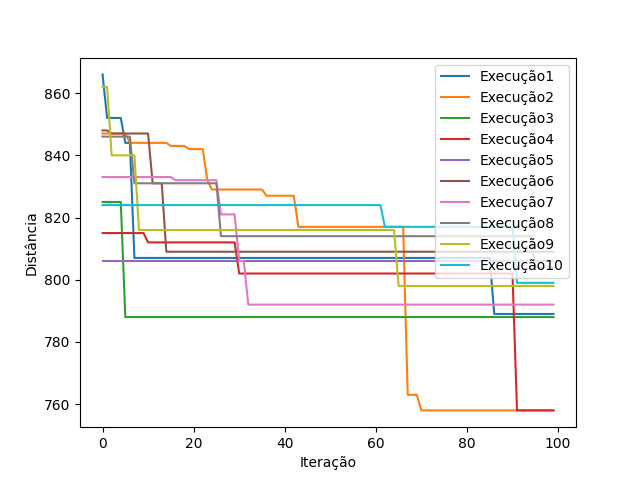 860
840
820
800
780
760
Distância
0 20 40 60 80 100
Iteração
Execução1
Execução2
Execução3
Execução4
Execução5
Execução6
Execução7
Execução8
Execução9
Execução10